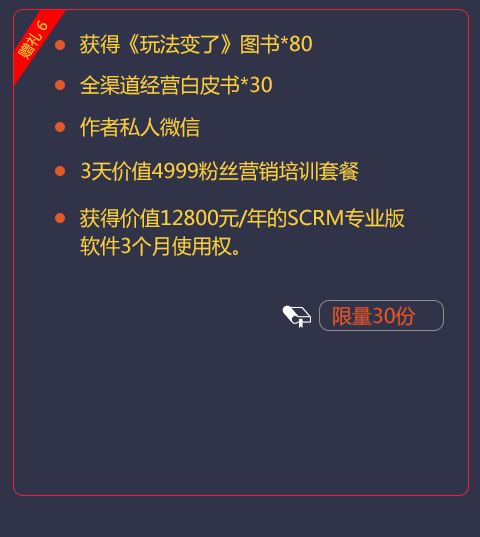 赠礼 6
获得《玩法变了》图书*80
全渠道经营白皮书*30
作者私人微信
3天价值4999粉丝营销培训套餐
获得价值12800元/年的SCRM专业版
软件3个月使用权。
限量30份